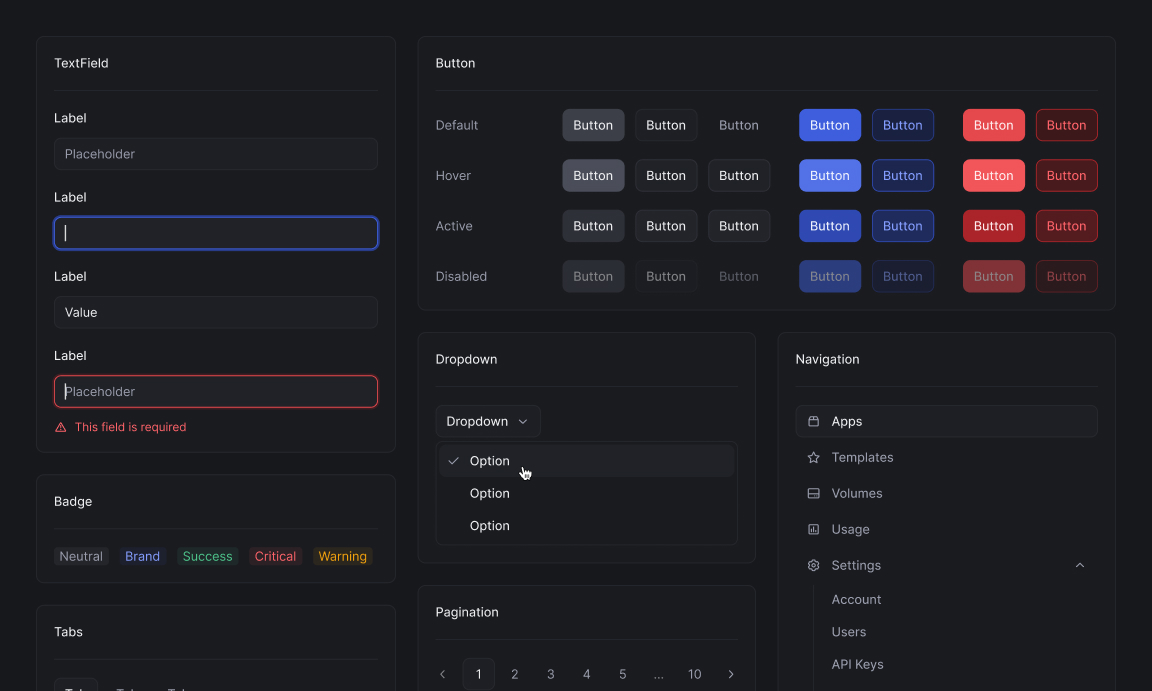 TextField
Label
Placeholder
Label
Label
Value
Label
Placeholder
This field is required
Badge
Neutral Brand Success Critical Warning
Tabs
Button
Default Button Button Button Button Button Button Button
Hover Button Button Button Button Button Button Button
Active Button Button Button Button Button Button Button
Disabled Button Button Button Button Button Button Button
Dropdown
Dropdown
Option
Option
Option
Pagination
1 2 3 4 5 ... 10
Navigation
Apps
Templates
Volumes
Usage
Settings
Account
Users
API Keys